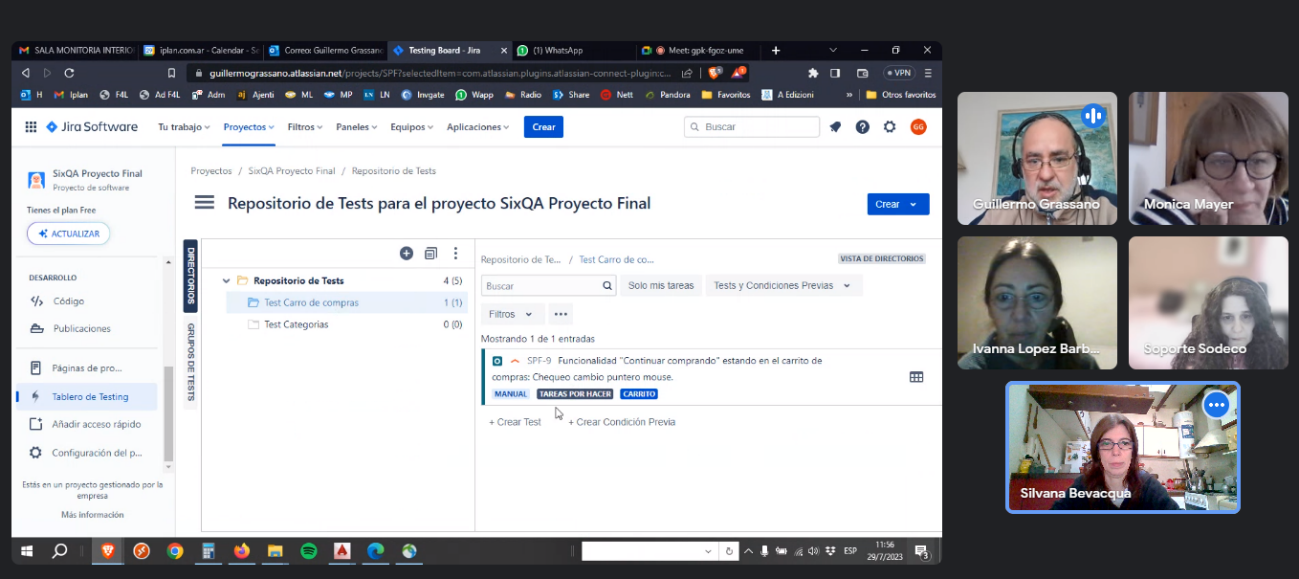 SALA MONITORIA INTERIO
iplan.com.ar - Calendar - S
Correo: Guillermo Grassan
Testing Board - Jira
(1) WhatsApp
Meet: gpk-fgoz-ume
guillermograssano.atlassian.net/projects/SPF?selectedItem=com.atlassian.plugins.atlassian-connect-plugin:c...
VPN
H
Iplan
F4L
Ad F4L
Adm
Ajenti
ML
MP
LN
Invgate
Wapp
Radio
Share
Nett
Pandora
Favoritos
A Edizioni
»
Otros favoritos
Jira Software
Tu trabajo
Proyectos
Filtros
Paneles
Equipos
Aplicaciones
Crear
Buscar
GG
SixQA Proyecto Final
Proyecto de software
Tienes el plan Free
ACTUALIZAR
DESARROLLO
Código
Publicaciones
Páginas de pro...
Tablero de Testing
Añadir acceso rápido
Configuración del p...
Estás en un proyecto gestionado por la
empresa
Más información
Proyectos / SixQA Proyecto Final / Repositorio de Tests
Repositorio de Tests para el proyecto SixQA Proyecto Final
Crear
DIRECTORIOS
GRUPOS DE TESTS
Repositorio de Tests 4 (5)
Test Carro de compras 1 (1)
Test Categorias 0 (0)
Repositorio de Te... / Test Carro de co...
VISTA DE DIRECTORIOS
Buscar
Solo mis tareas
Tests y Condiciones Previas
Filtros
Mostrando 1 de 1 entradas
SPF-9 Funcionalidad "Continuar comprando" estando en el carrito de
compras: Chequeo cambio puntero mouse.
MANUAL TAREAS POR HACER CARRITO
+ Crear Test + Crear Condición Previa
ESP
11:56
29/7/2023
3
Guillermo Grassano
Monica Mayer
Ivanna Lopez Barb...
Soporte Sodeco
Silvana Bevacqua